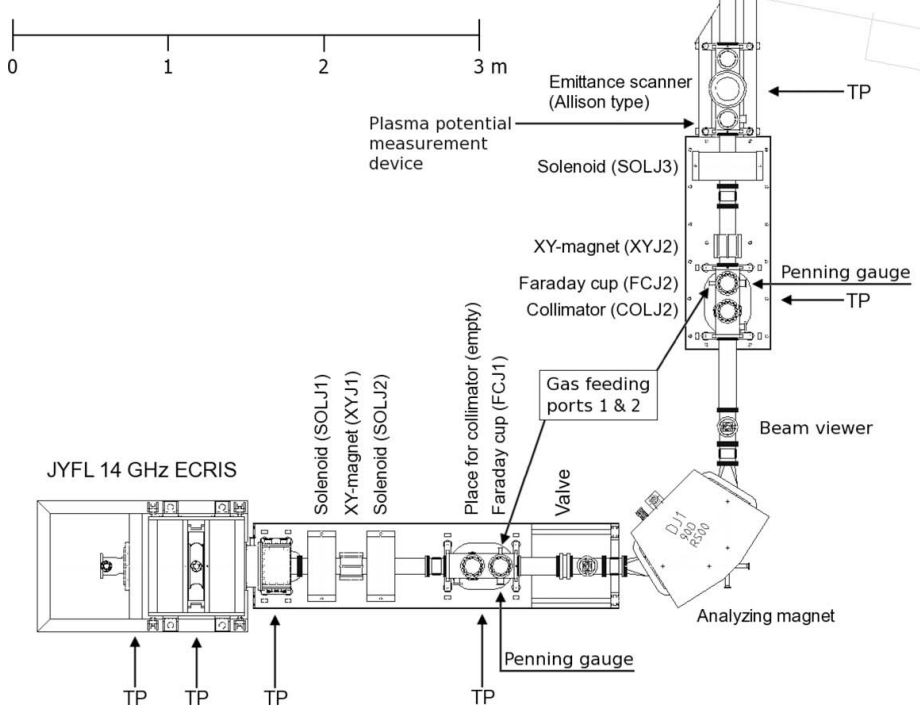 0
1
2
3 m
Emittance scanner
(Allison type)
TP
Plasma potential
measurement
device
Solenoid (SOLJ3)
XY-magnet (XYJ2)
Faraday cup (FCJ2)
Penning gauge
Collimator (COLJ2)
TP
Gas feeding
ports 1 & 2
Beam viewer
Solenoid (SOLJ1)
XY-magnet (XYJ1)
Solenoid (SOLJ2)
Place for collimator (empty)
Faraday cup (FCJ1)
Valve
JYFL 14 GHz ECRIS
DJ1
90D
R500
Analyzing magnet
Penning gauge
TP
TP
TP
TP